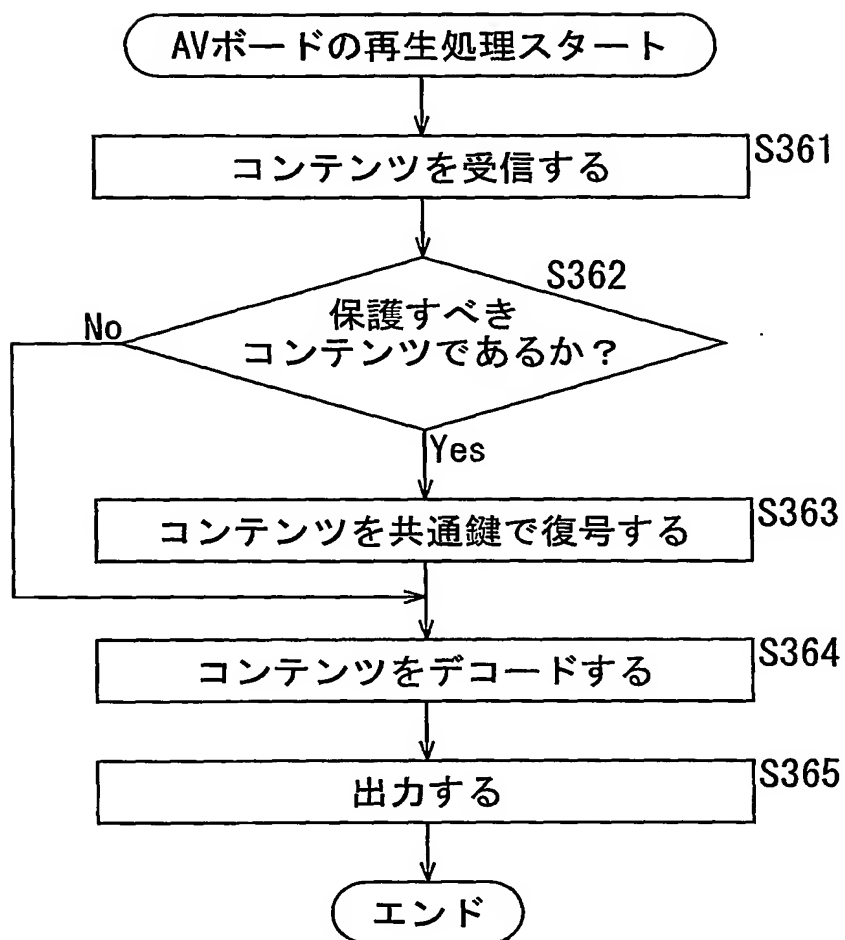 AVボードの再生処理スタート
コンテンツを受信する
S361
S362
保護すべき
コンテンツであるか？
No
Yes
コンテンツを共通鍵で復号する
S363
コンテンツをデコードする
S364
出力する
S365
エンド